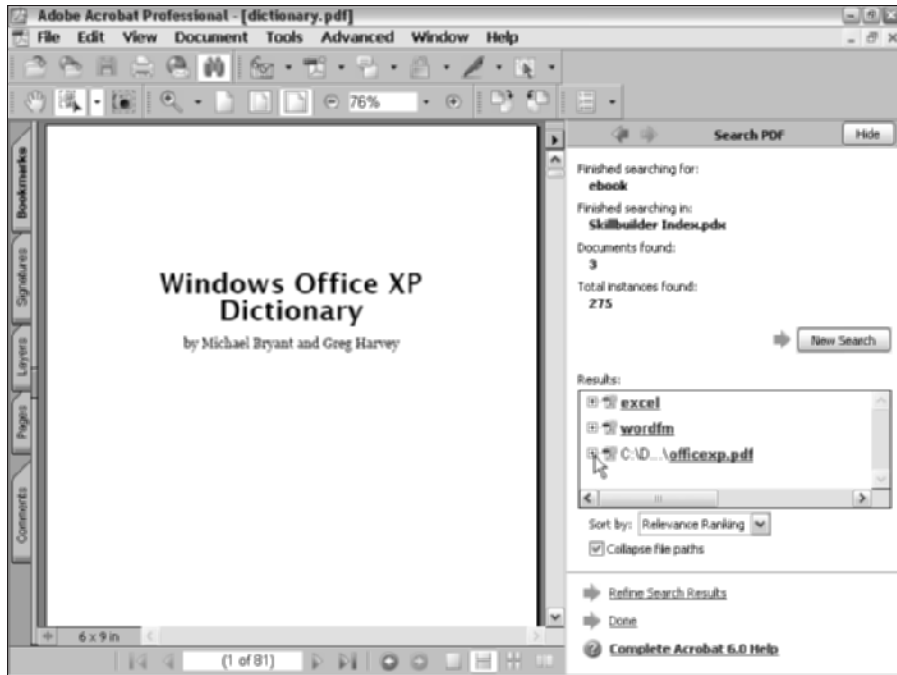 Adobe Acrobat Professional - [dictionary.pdf]
File Edit View Document Tools Advanced Window Help
76%
Bookmarks
Signatures
Layers
Pages
Comments
Windows Office XP
Dictionary
by Michael Bryant and Greg Harvey
6 x 9 in
(1 of 81)
Search PDF
Hide
Finished searching for:
ebook
Finished searching in:
Skillbuilder Index.pdx
Documents found:
3
Total instances found:
275
New Search
Results:
excel
wordfm
C:\D...\officexp.pdf
Sort by: Relevance Ranking
Collapse file paths
Refine Search Results
Done
Complete Acrobat 6.0 Help